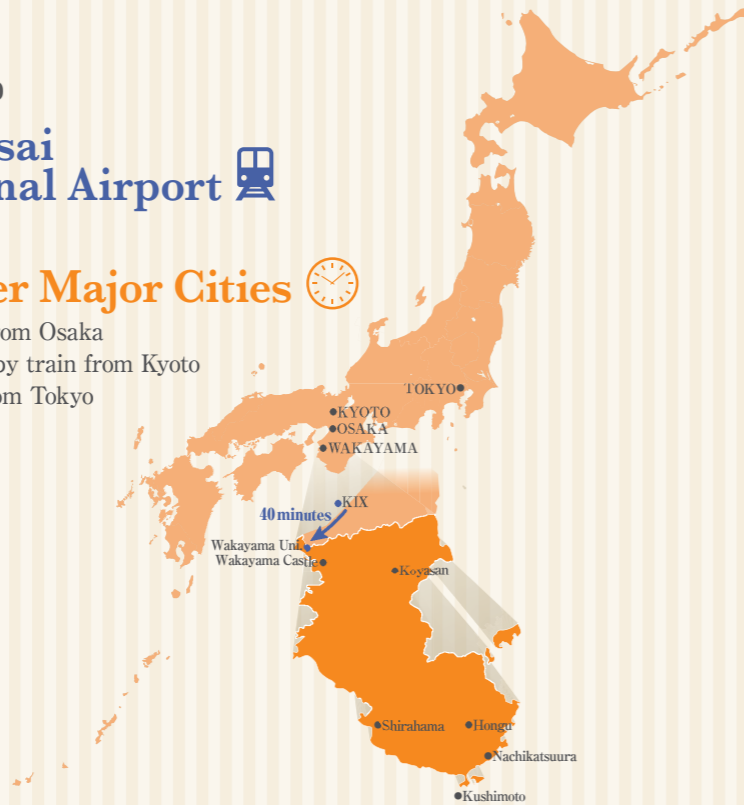 sai
nal Airport
er Major Cities
om Osaka
by train from Kyoto
om Tokyo
TOKYO
KYOTO
OSAKA
WAKAYAMA
KIX
40 minutes
Wakayama Uni.
Wakayama Castle
Koyasan
Shirahama
Hongu
Nachikatsuura
Kushimoto